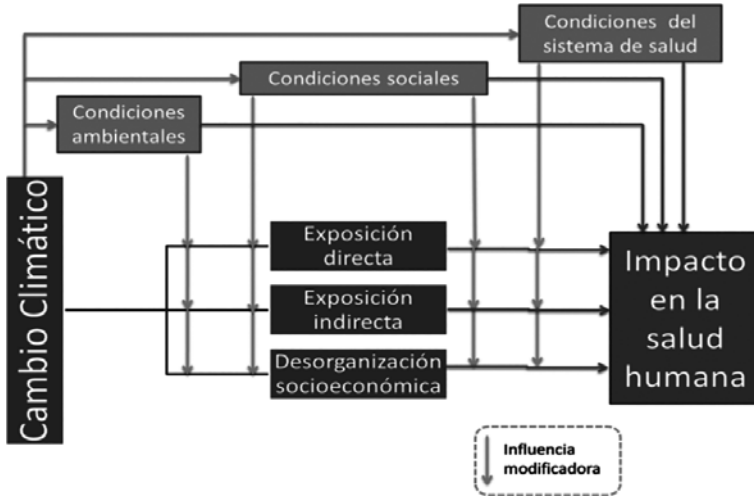 Condiciones del
sistema de salud
Condiciones sociales
Condiciones
ambientales
Cambio Climático
Exposición
directa
Exposición
indirecta
Desorganización
socioeconómica
Impacto
en la
salud
humana
Influencia
modificadora